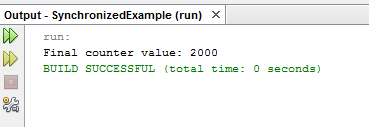 Output - SynchronizedExample (run)
run:
Final counter value: 2000
BUILD SUCCESSFUL (total time: 0 seconds)